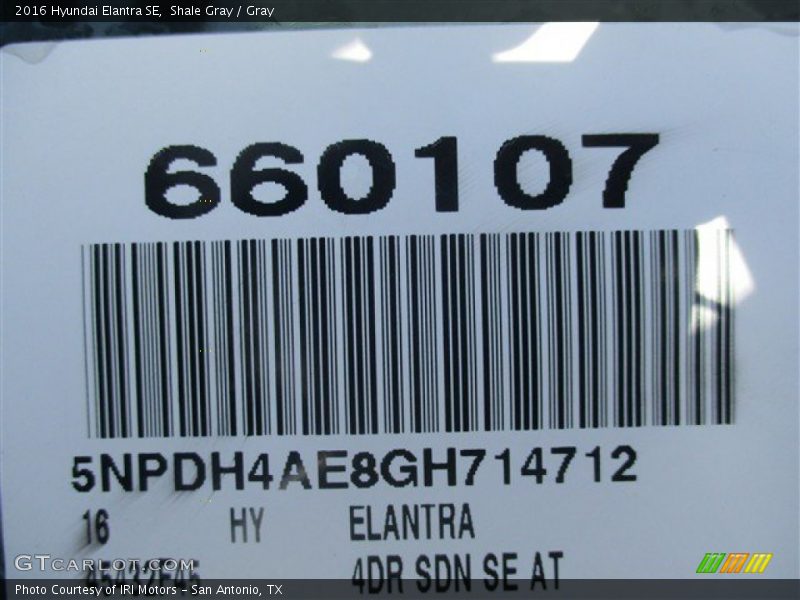 2016 Hyundai Elantra SE,  Shale Gray / Gray
660107
5NPDH4AE8GH714712
16 HY ELANTRA
45432F45 4DR SDN SE AT
GTCarLot.com
Photo Courtesy of IRI Motors – San Antonio, TX